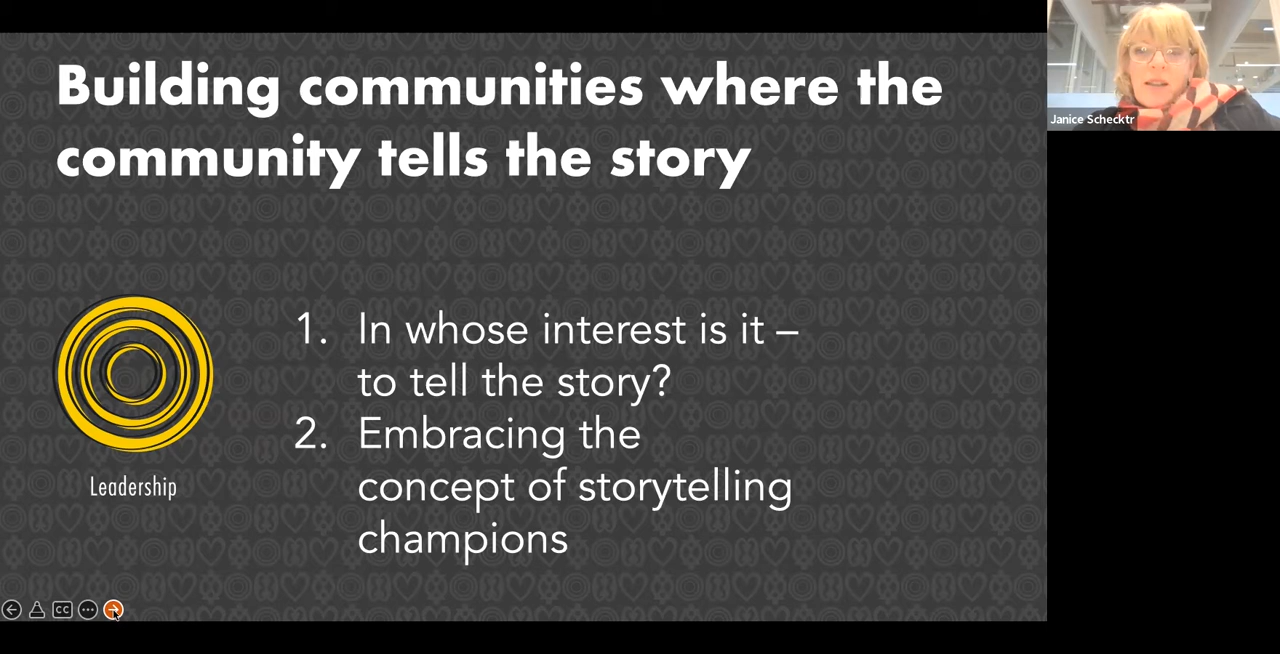 Building communities where the
community tells the story
Janice Schecktr
1. In whose interest is it –
to tell the story?
2. Embracing the
concept of storytelling
champions
Leadership
CC